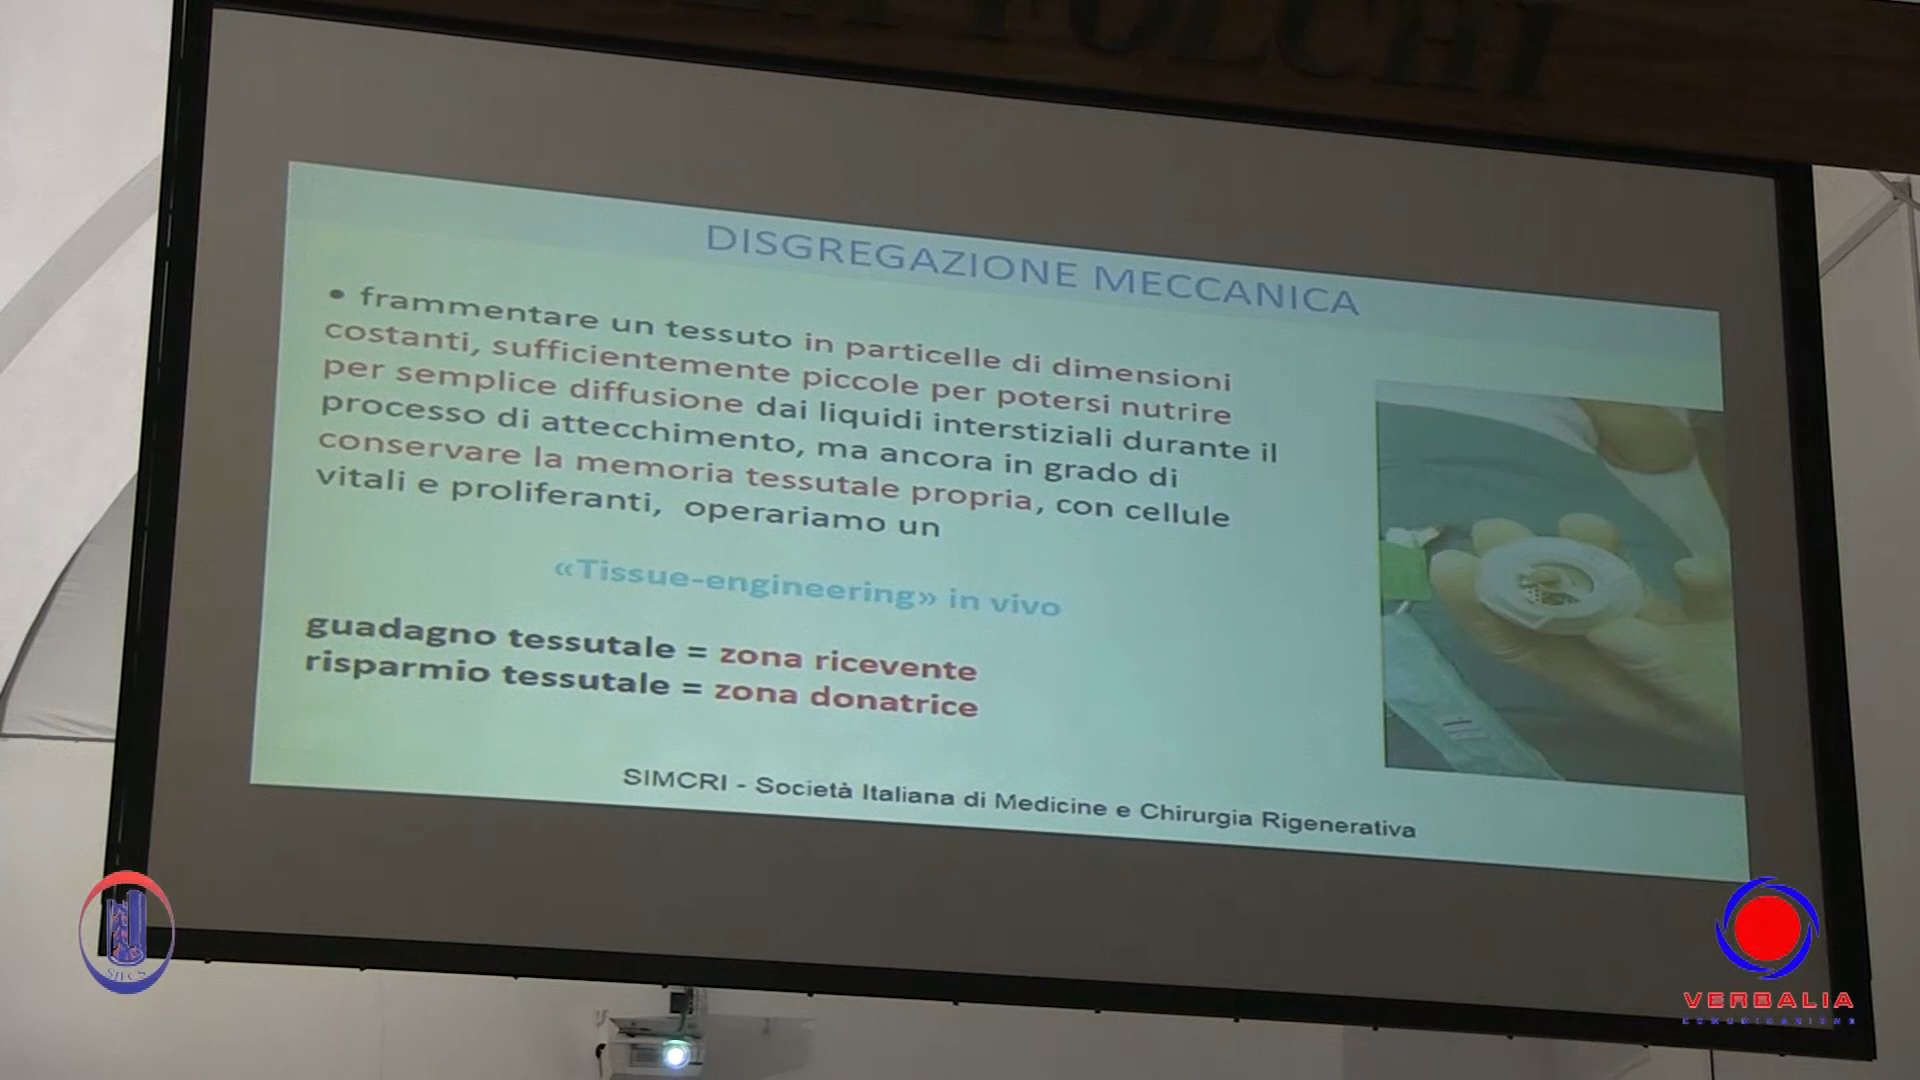 FOLCHI
DISGREGAZIONE MECCANICA
• frammentare un tessuto in particelle di dimensioni
costanti, sufficientemente piccole per potersi nutrire
per semplice diffusione dai liquidi interstiziali durante il
processo di attecchimento, ma ancora in grado di
conservare la memoria tessutale propria, con cellule
vitali e proliferanti, operariamo un
«Tissue-engineering» in vivo
guadagno tessutale = zona ricevente
risparmio tessutale = zona donatrice
SIMCRI - Società Italiana di Medicine e Chirurgia Rigenerativa
VERBALIA
COMUNICAZIONE